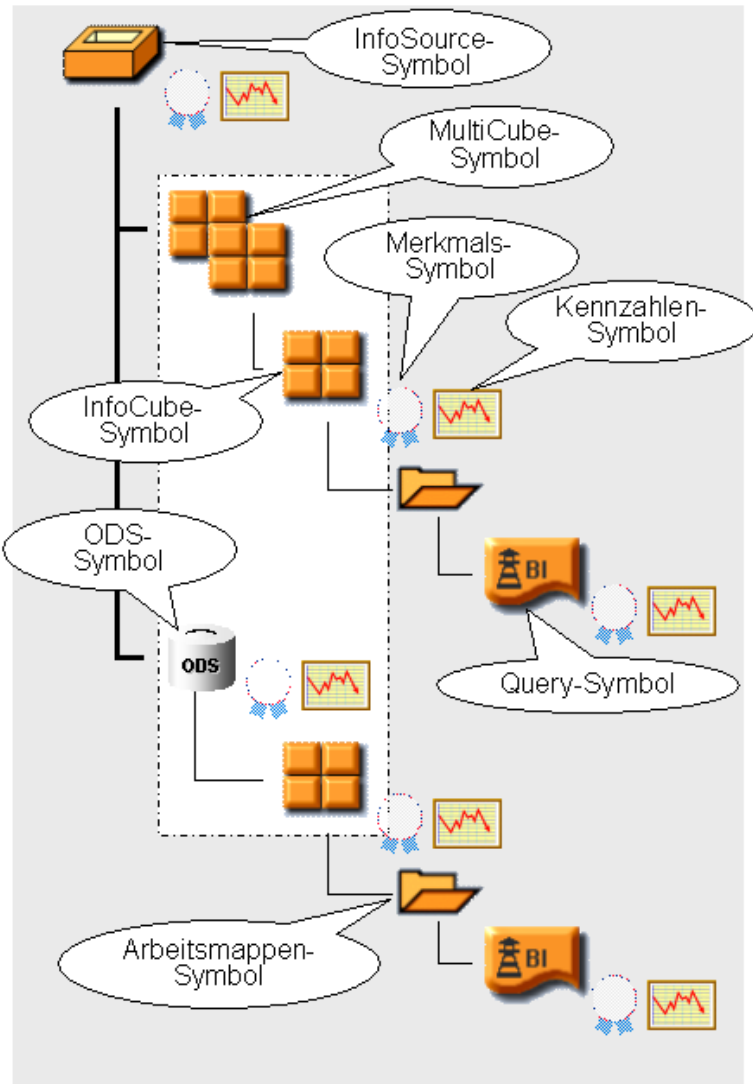 InfoSource-
Symbol
MultiCube-
Symbol
Merkmals-
Symbol
Kennzahlen-
Symbol
InfoCube-
Symbol
ODS-
Symbol
BI
ODS
Query-Symbol
Arbeitsmappen-
Symbol
BI